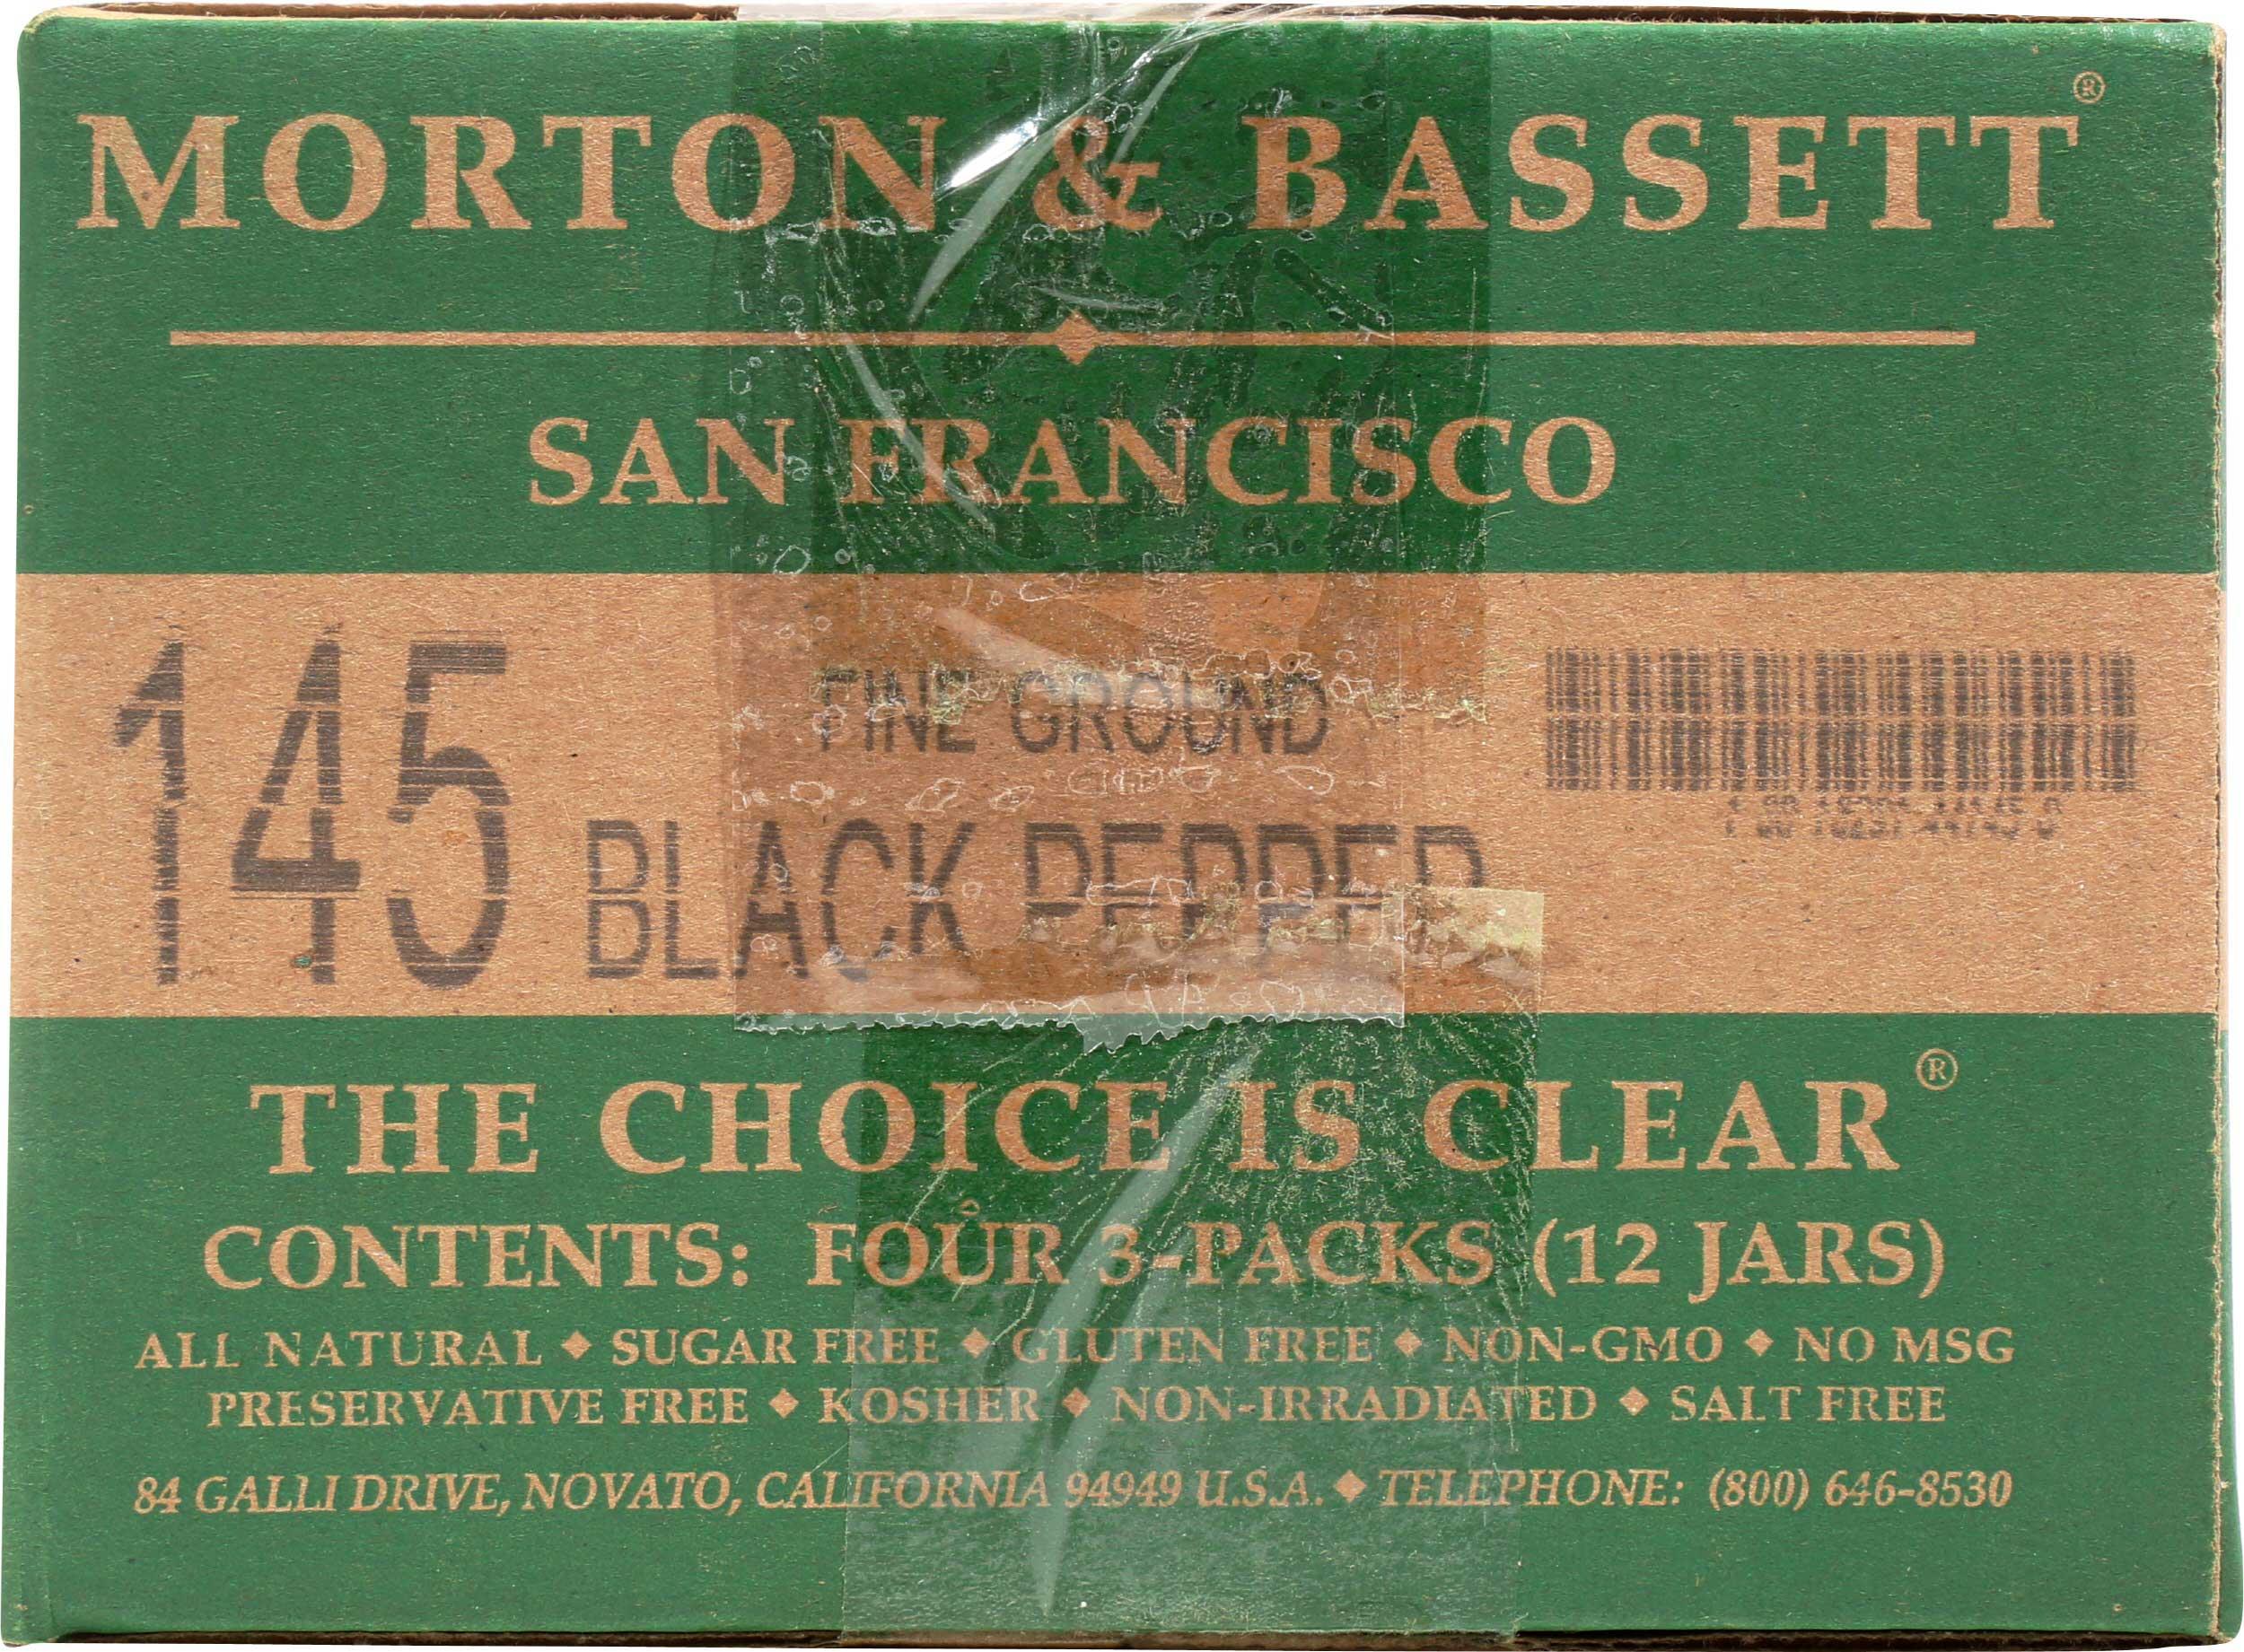 MORTON & BASSETT®
SAN FRANCISCO
145
FINE GROUND
BLACK PEPPER
THE CHOICE IS CLEAR®
CONTENTS: FOUR 3-PACKS (12 JARS)
ALL NATURAL ◆ SUGAR FREE ◆ GLUTEN FREE ◆ NON-GMO ◆ NO MSG
PRESERVATIVE FREE ◆ KOSHER ◆ NON-IRRADIATED ◆ SALT FREE
84 GALLI DRIVE, NOVATO, CALIFORNIA 94949 U.S.A. ◆ TELEPHONE: (800) 646-8530